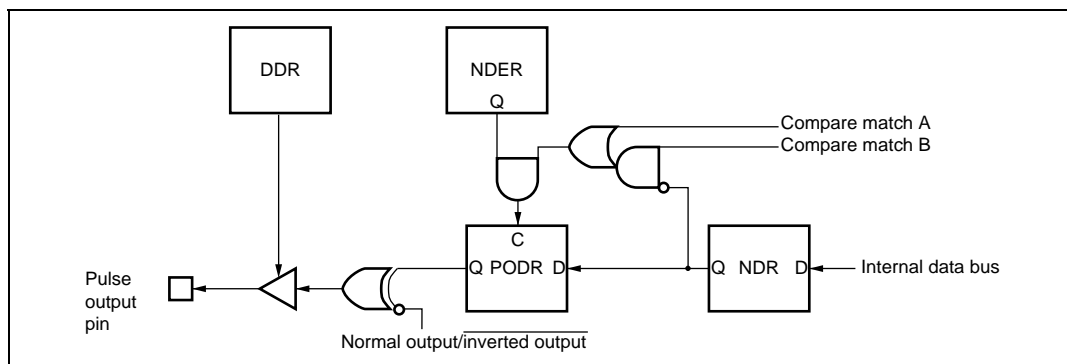 DDR
NDER
Q
Compare match A
Compare match B
C
Q PODR D
Q NDR D
Internal data bus
Pulse
output
pin
Normal output/inverted output